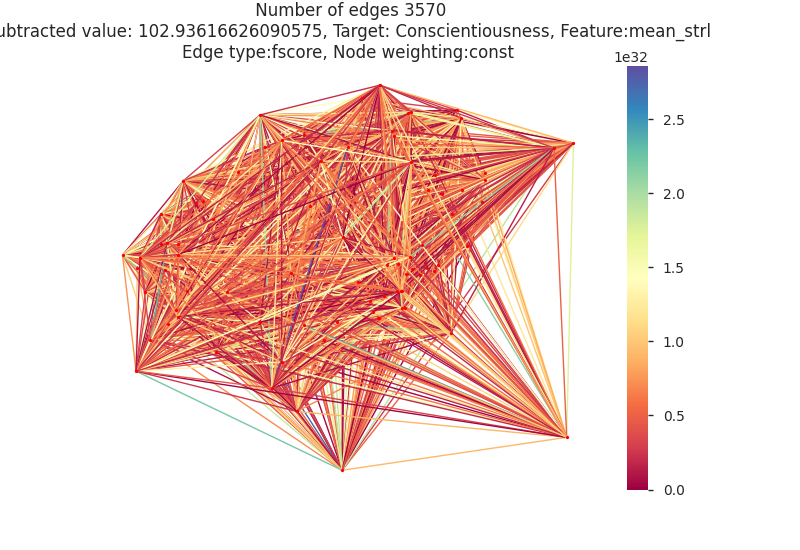 Number of edges 3570
ubtracted value: 102.93616626090575, Target: Conscientiousness, Feature:mean_strl
Edge type:fscore, Node weighting:const
1e32
2.5
2.0
1.5
1.0
0.5
0.0